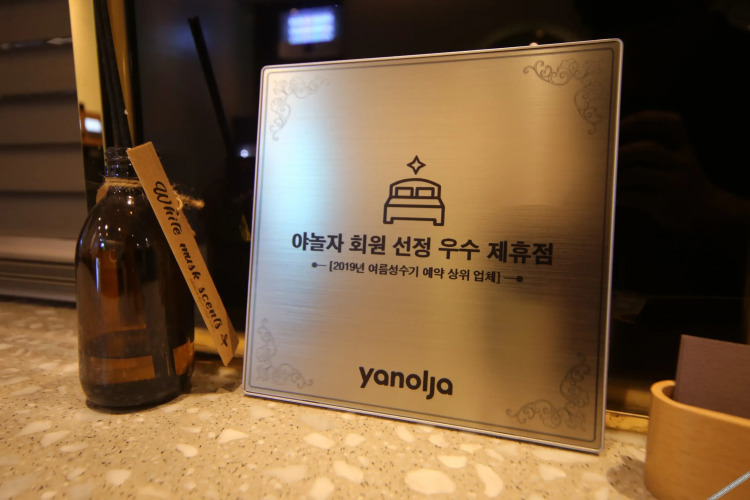 White musk scents
야놀자 회원 선정 우수 제휴점
[2019년 여름성수기 예약 상위 업체]
yanolja